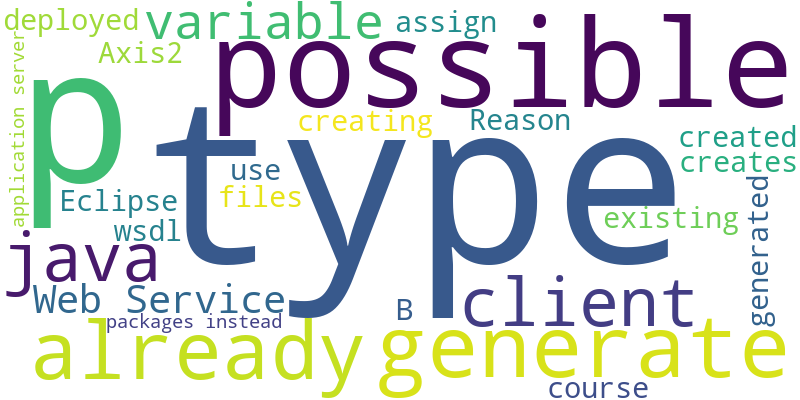 deployed
variable
assign
Axis2
possible
p
application server
type
creating
Reason
created
creates
use
files
Eclipse
existing
wsdl
generated
java
Web Service
B
client
packages instead
already
generate
course